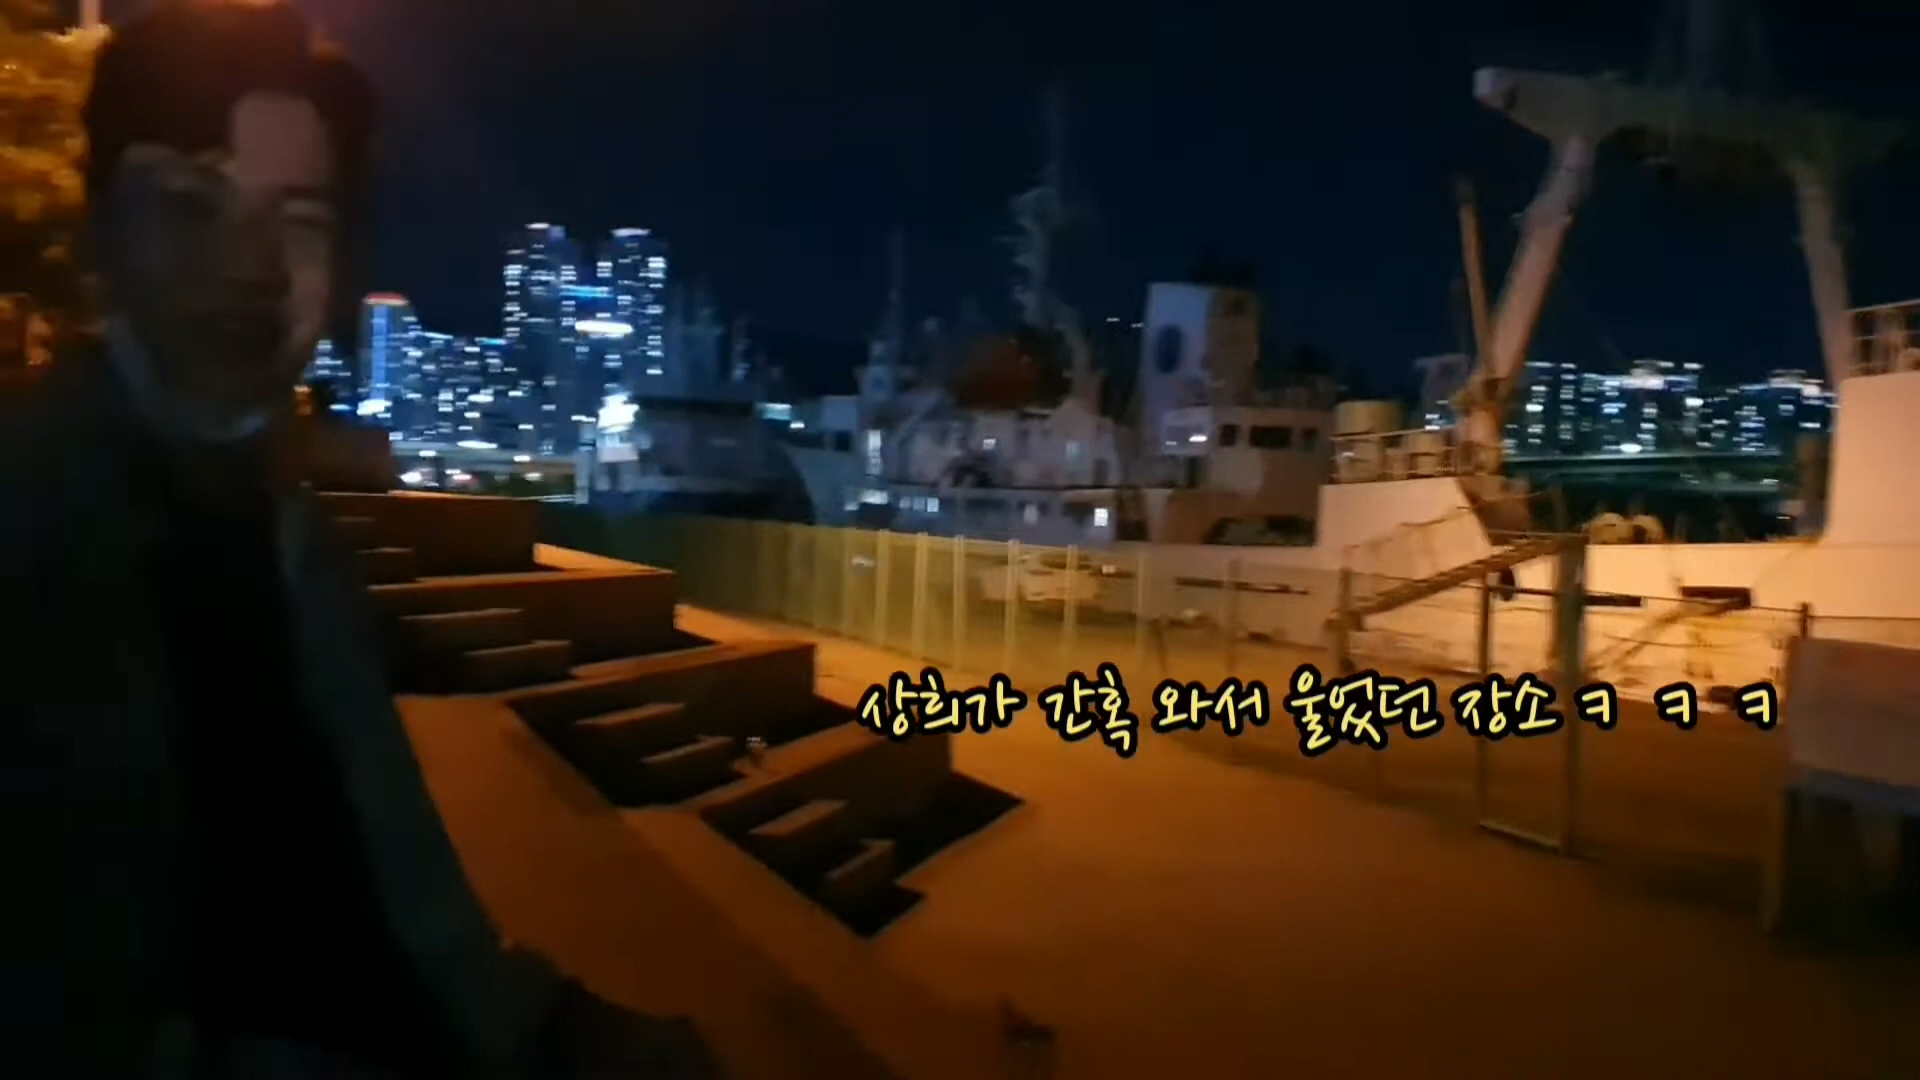 상희가 간혹 와서 울었던 장소 ㅋ ㅋ ㅋ